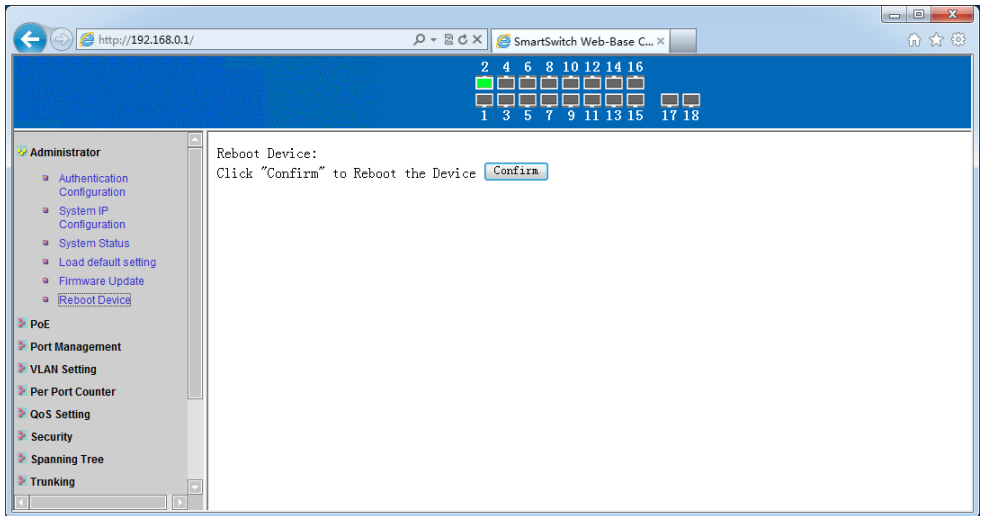 http://192.168.0.1/
SmartSwitch Web-Base C...
2 4 6 8 10 12 14 16
1 3 5 7 9 11 13 15 17 18
Administrator
Authentication
Configuration
System IP
Configuration
System Status
Load default setting
Firmware Update
Reboot Device
PoE
Port Management
VLAN Setting
Per Port Counter
QoS Setting
Security
Spanning Tree
Trunking
Reboot Device:
Click "Confirm" to Reboot the Device Confirm